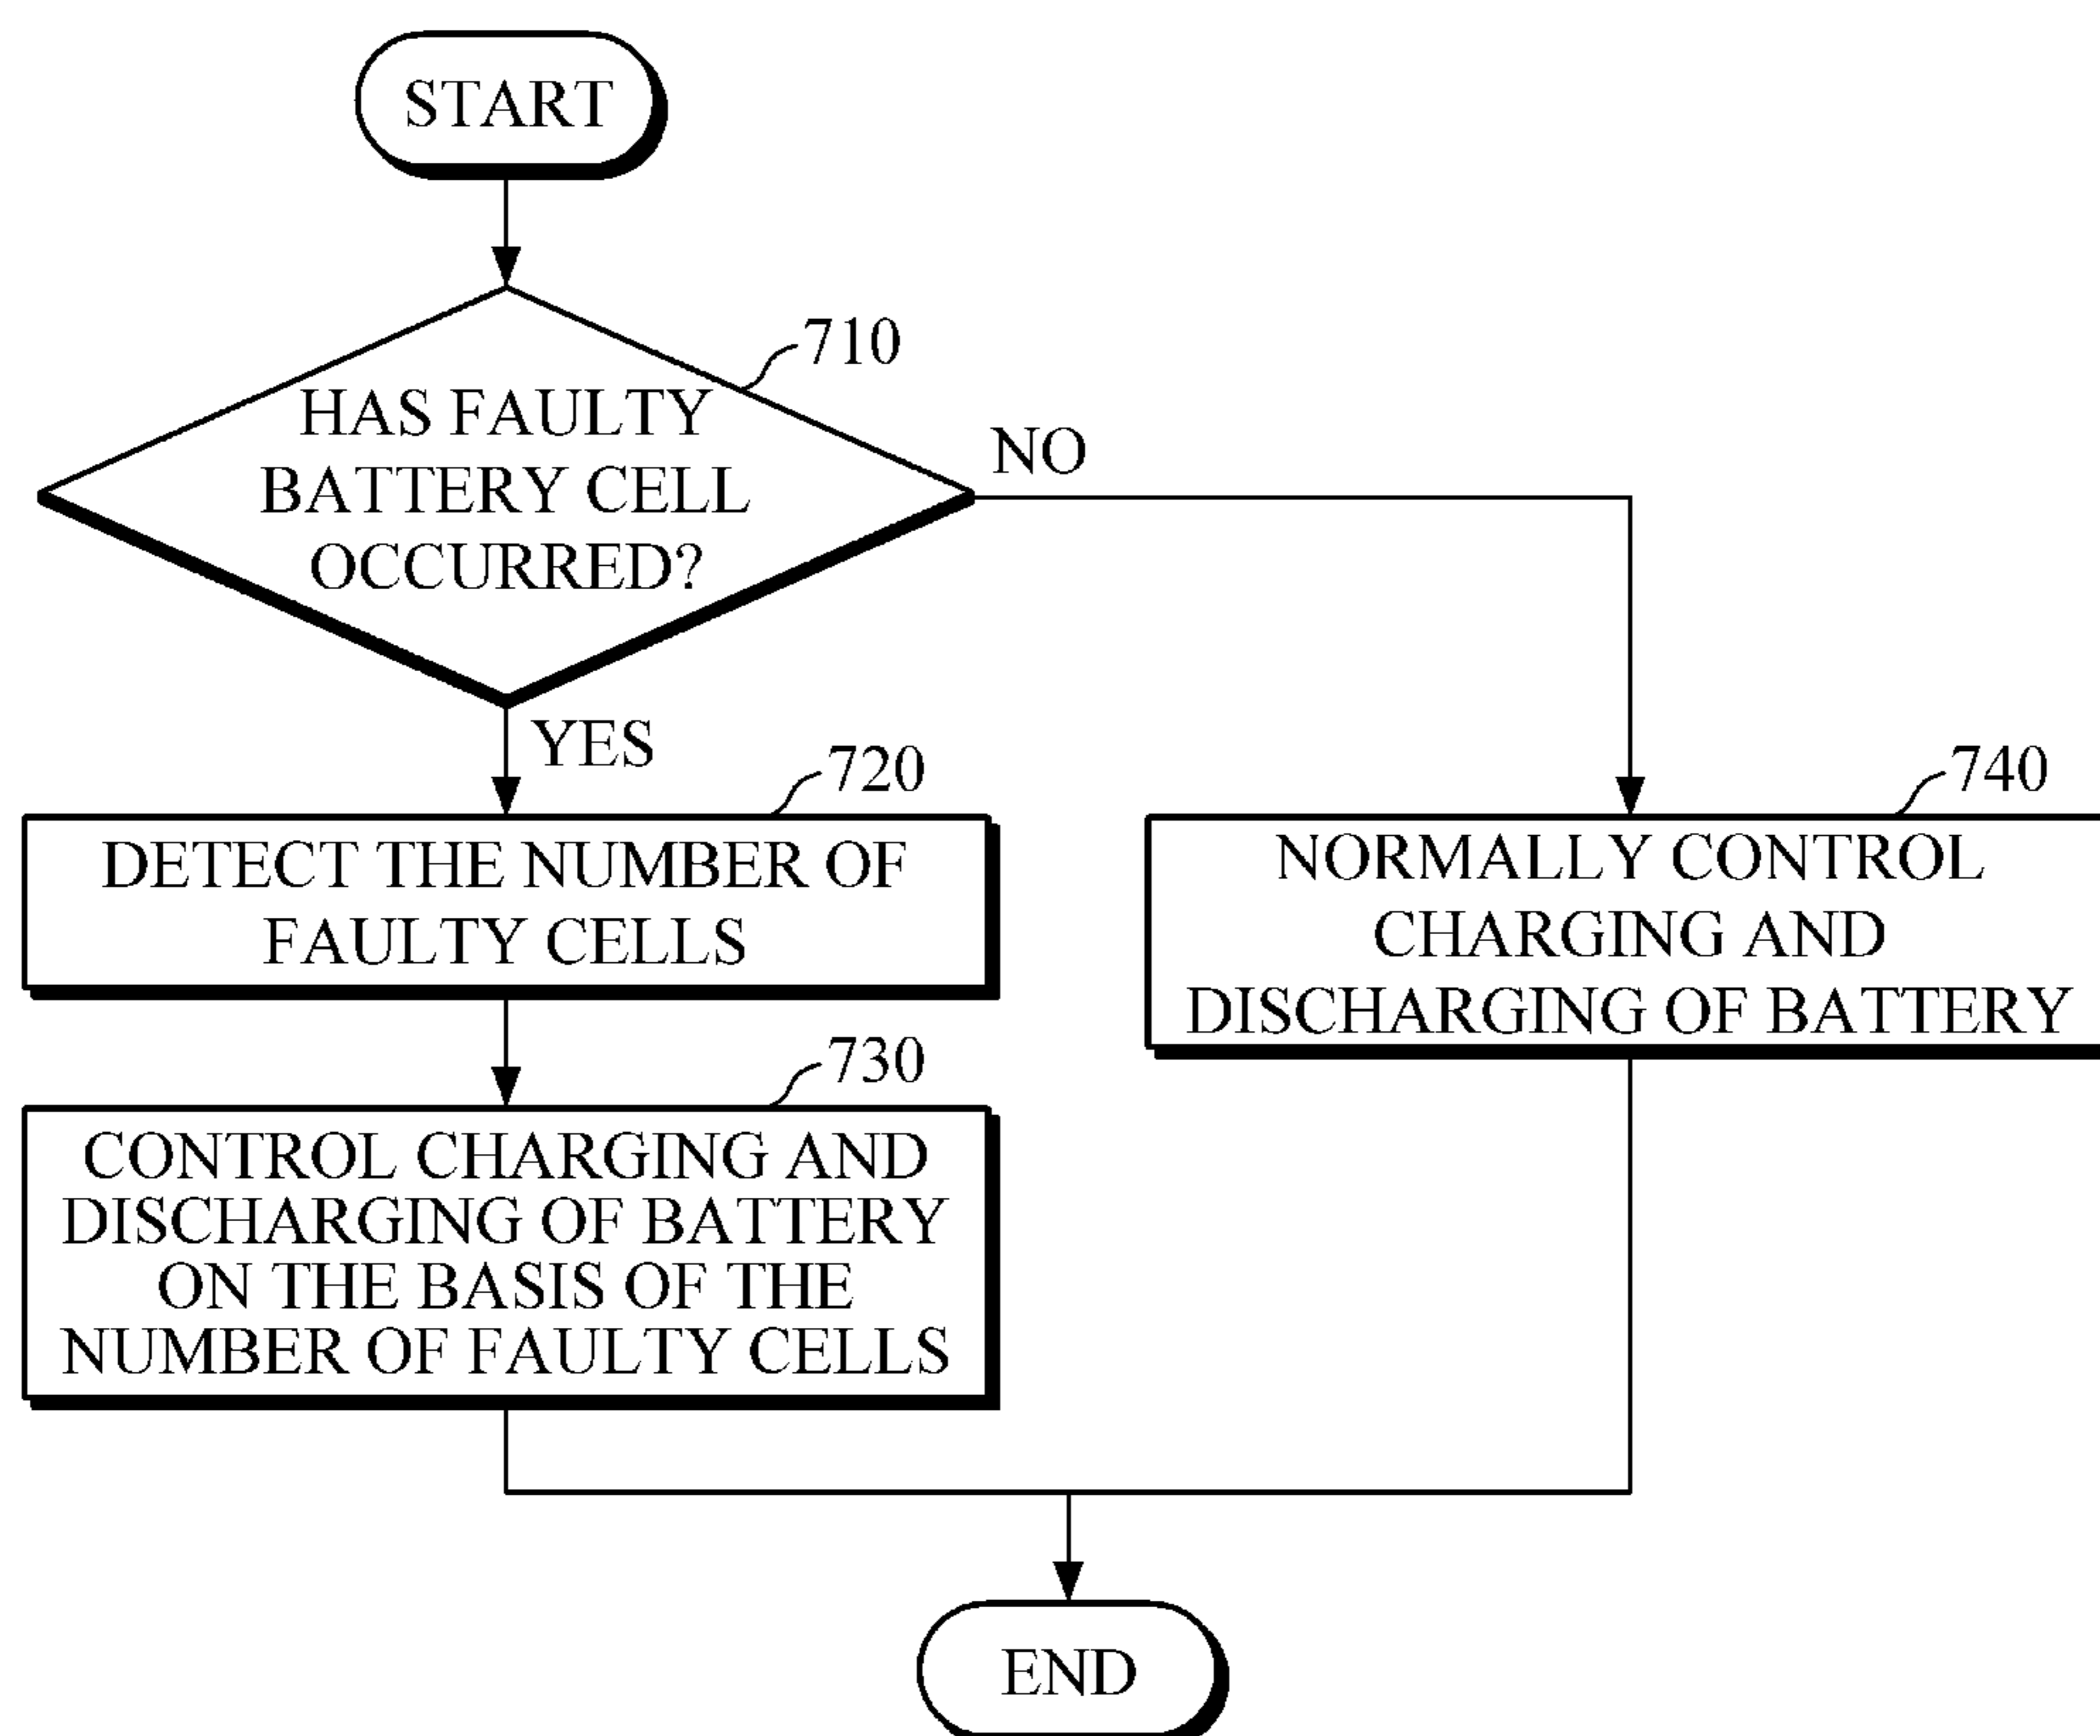 START
710
HAS FAULTY
BATTERY CELL
OCCURRED?
NO
YES
720
DETECT THE NUMBER OF
FAULTY CELLS
740
NORMALLY CONTROL
CHARGING AND
DISCHARGING OF BATTERY
730
CONTROL CHARGING AND
DISCHARGING OF BATTERY
ON THE BASIS OF THE
NUMBER OF FAULTY CELLS
END